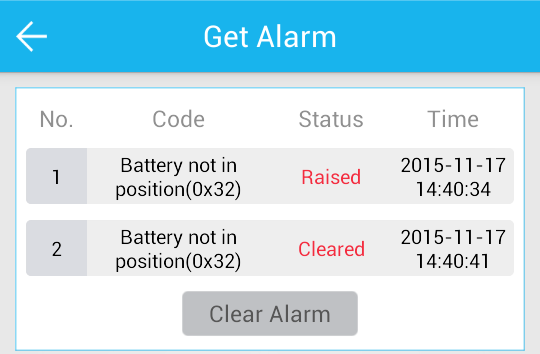 Get Alarm
No. Code Status Time
Battery not in 2015-11-17
1 Raised
position(0x32) 14:40:34
Battery not in 2015-11-17
2 Cleared
position(0x32) 14:40:41
Clear Alarm